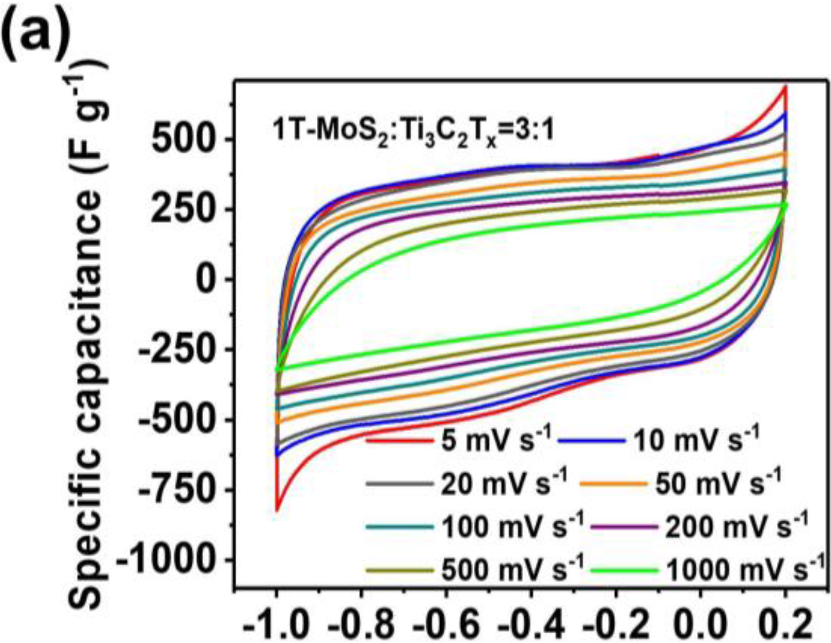 (a)
Specific capacitance (F g⁻¹)
500
250
0
-250
-500
-750
-1000
1T-MoS₂:Ti₃C₂Tₓ=3:1
5 mV s⁻¹ 10 mV s⁻¹
20 mV s⁻¹ 50 mV s⁻¹
100 mV s⁻¹ 200 mV s⁻¹
500 mV s⁻¹ 1000 mV s⁻¹
-1.0 -0.8 -0.6 -0.4 -0.2 0.0 0.2